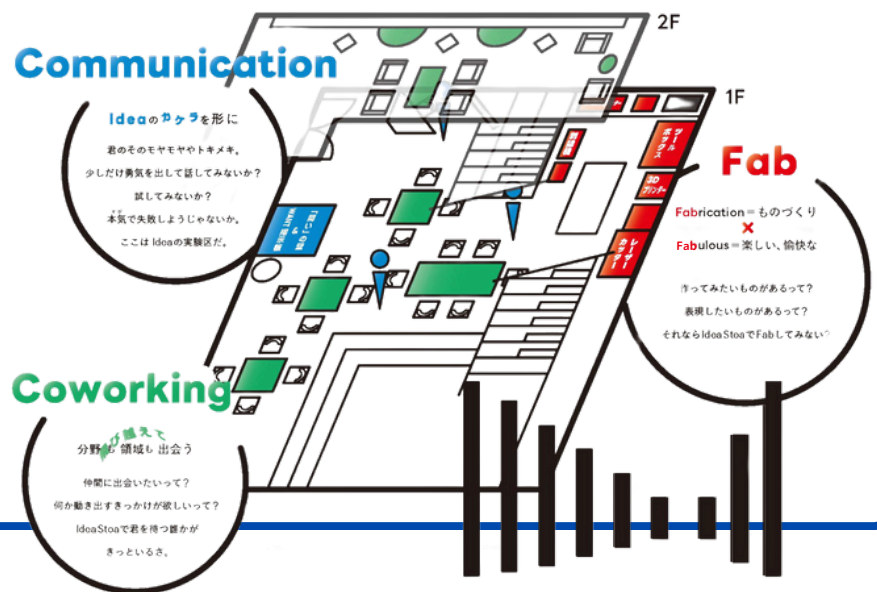 2F
Communication
1F
Ideaのカケラを形に
君のそのモヤモヤやトキメキ。
少しだけ勇気を出して話してみないか?
試してみないか?
本気で失敗しようじゃないか。
マジ
ここは Ideaの実験区だ。
ツールボックス
3Dプリンター
レーザーカッター
Fab
Fabrication=ものづくり
×
Fabulous=楽しい、愉快な
作ってみたいものがあるって?
表現したいものがあるって?
それならIdeaStoaでFabしてみない?
Coworking
飛び越えて
分野も 領域も 出会う
仲間に出会いたいって?
何か動き出すきっかけが欲しいって?
IdeaStoaで君を待つ誰かが
きっといるさ。